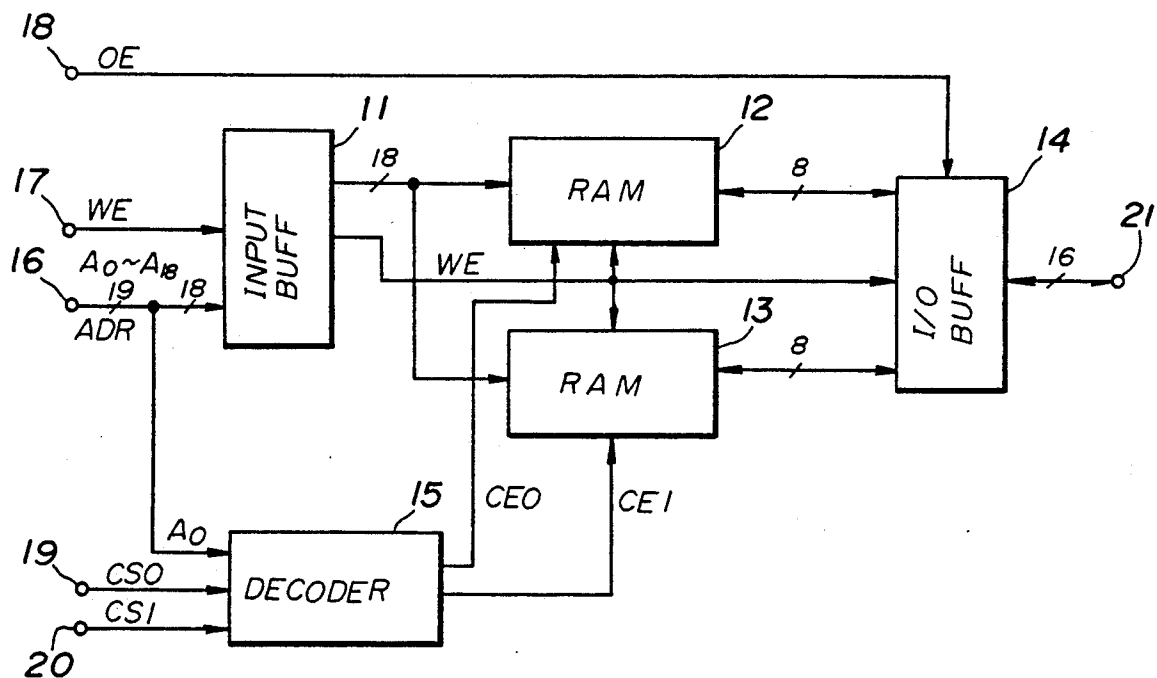 18
OE
11
12
14
17
WE
INPUT
BUFF
18
RAM
8
I/O
BUFF
21
16
A0~A18
19
18
ADR
WE
16
13
RAM
8
15
CE0
CE1
A0
DECODER
19
CS0
CS1
20